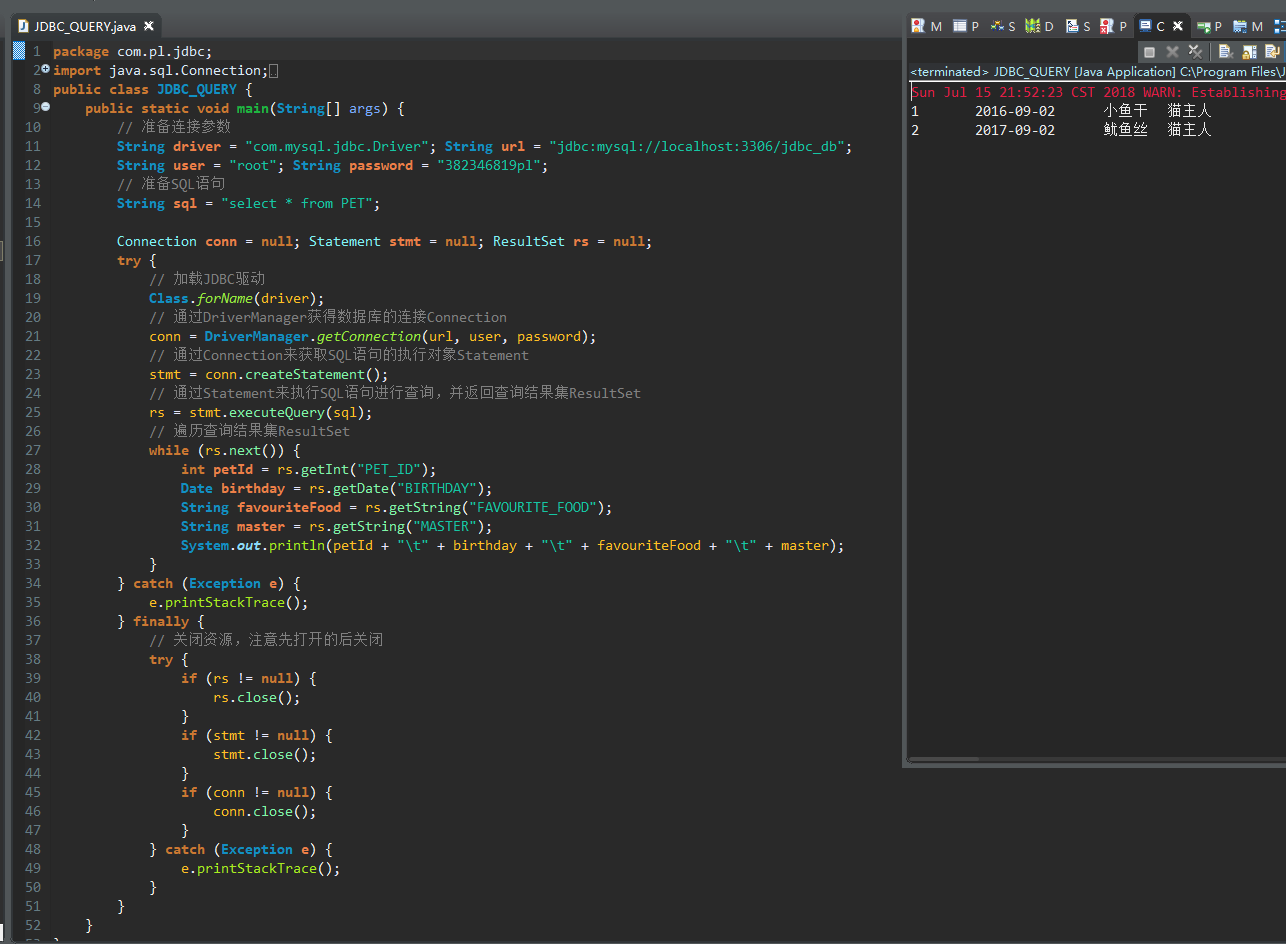 JDBC_QUERY.java
1 package com.pl.jdbc;
2 import java.sql.Connection;
8 public class JDBC_QUERY {
9 public static void main(String[] args) {
10 // 准备连接参数
11 String driver = "com.mysql.jdbc.Driver"; String url = "jdbc:mysql://localhost:3306/jdbc_db";
12 String user = "root"; String password = "382346819pl";
13 // 准备SQL语句
14 String sql = "select * from PET";
15
16 Connection conn = null; Statement stmt = null; ResultSet rs = null;
17 try {
18 // 加载JDBC驱动
19 Class.forName(driver);
20 // 通过DriverManager获得数据库的连接Connection
21 conn = DriverManager.getConnection(url, user, password);
22 // 通过Connection来获取SQL语句的执行对象Statement
23 stmt = conn.createStatement();
24 // 通过Statement来执行SQL语句进行查询，并返回查询结果集ResultSet
25 rs = stmt.executeQuery(sql);
26 // 遍历查询结果集ResultSet
27 while (rs.next()) {
28 int petId = rs.getInt("PET_ID");
29 Date birthday = rs.getDate("BIRTHDAY");
30 String favouriteFood = rs.getString("FAVOURITE_FOOD");
31 String master = rs.getString("MASTER");
32 System.out.println(petId + "\t" + birthday + "\t" + favouriteFood + "\t" + master);
33 }
34 } catch (Exception e) {
35 e.printStackTrace();
36 } finally {
37 // 关闭资源，注意先打开的后关闭
38 try {
39 if (rs != null) {
40 rs.close();
41 }
42 if (stmt != null) {
43 stmt.close();
44 }
45 if (conn != null) {
46 conn.close();
47 }
48 } catch (Exception e) {
49 e.printStackTrace();
50 }
51 }
52 }
M P S D S P C P M
<terminated> JDBC_QUERY [Java Application] C:\Program Files\J
Sun Jul 15 21:52:23 CST 2018 WARN: Establishing
1 2016-09-02 小鱼干 猫主人
2 2017-09-02 鱿鱼丝 猫主人